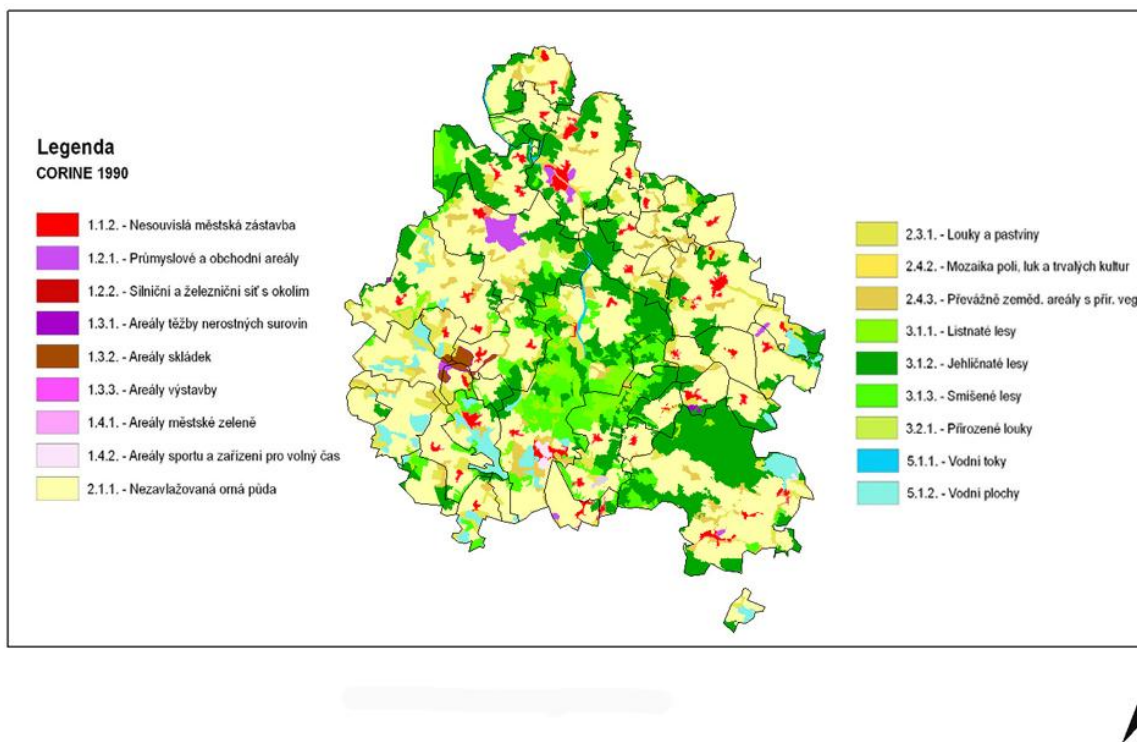 Legenda
CORINE 1990
1.1.2. - Nesouvislá městská zástavba
1.2.1. - Průmyslové a obchodní areály
1.2.2. - Silniční a železniční síť s okolím
1.3.1. - Areály těžby nerostných surovin
1.3.2. - Areály skládek
1.3.3. - Areály výstavby
1.4.1. - Areály městské zeleně
1.4.2. - Areály sportu a zařízení pro volný čas
2.1.1. - Nezavlažovaná orná půda
2.3.1. - Louky a pastviny
2.4.2. - Mozaika polí, luk a trvalých kultur
2.4.3. - Převážně zeměd. areály s přír. veg
3.1.1. - Listnaté lesy
3.1.2. - Jehličnaté lesy
3.1.3. - Smíšené lesy
3.2.1. - Přirozené louky
5.1.1. - Vodní toky
5.1.2. - Vodní plochy